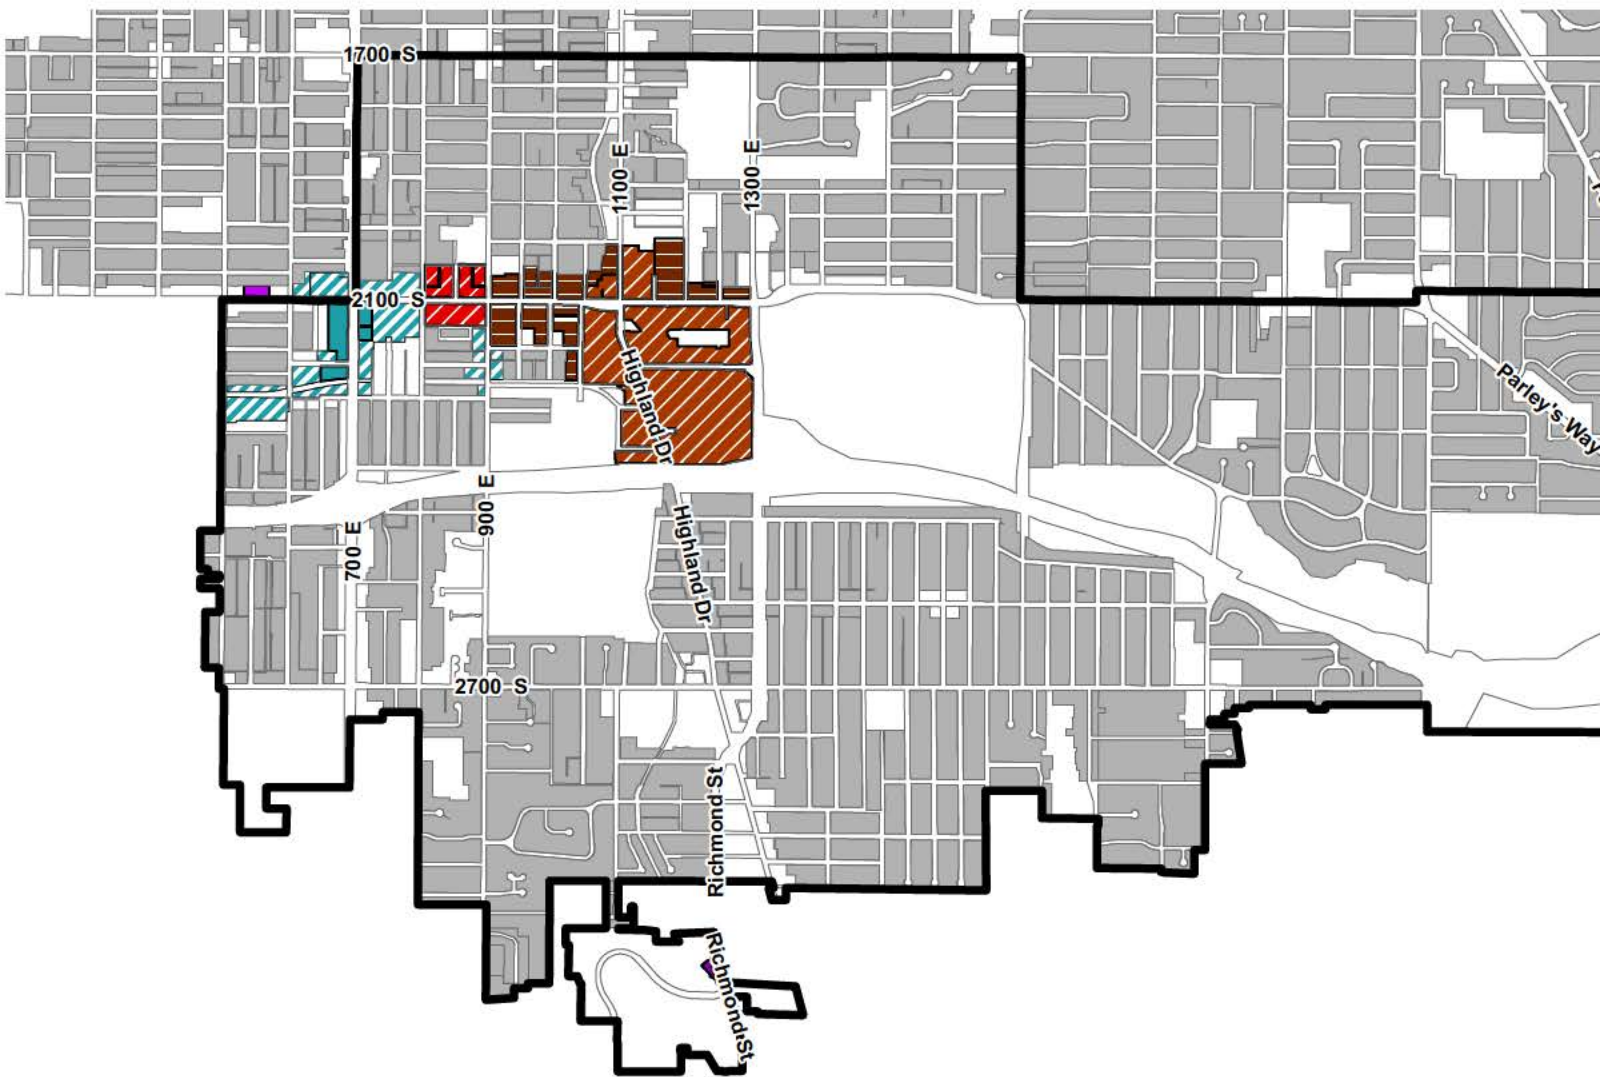 1700 S
1100 E
1300 E
2100 S
Highland Dr
Parley's Way
900 E
700 E
Highland Dr
2700 S
Richmond St
Richmond St